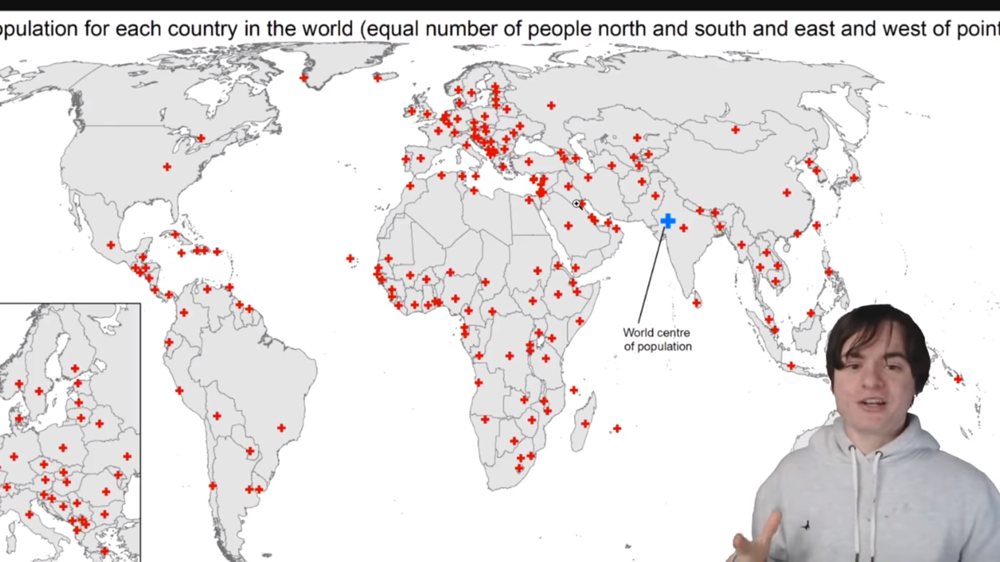 opulation for each country in the world (equal number of people north and south and east and west of point
World centre
of population